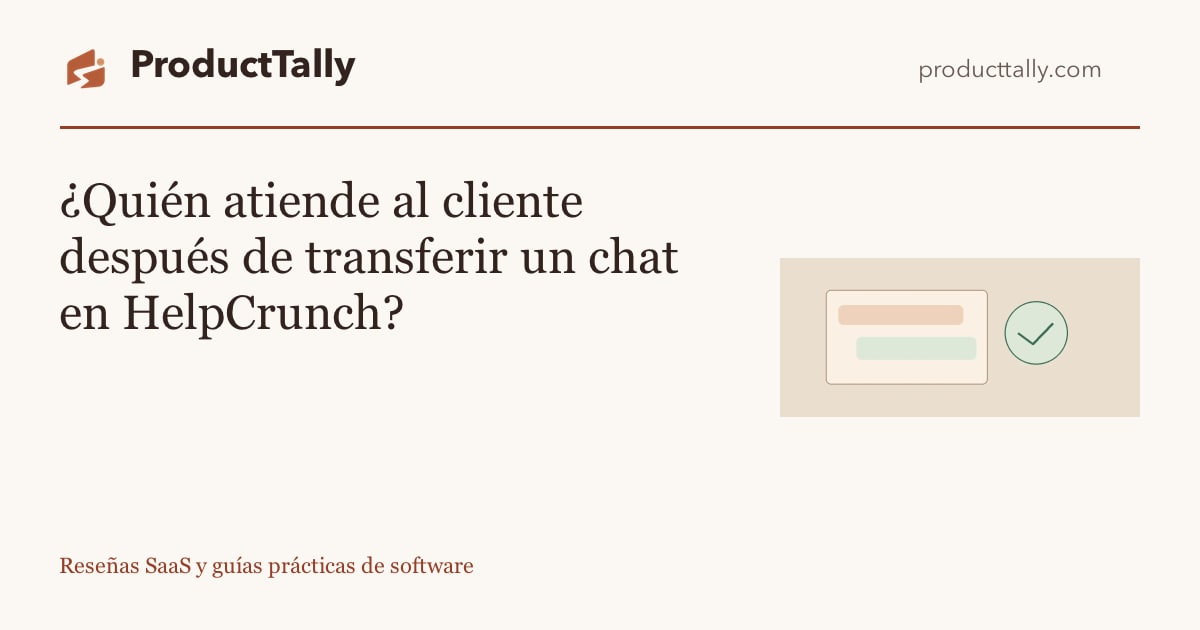 ProductTally
producttally.com
¿Quién atiende al cliente
después de transferir un chat
en HelpCrunch?
Reseñas SaaS y guías prácticas de software